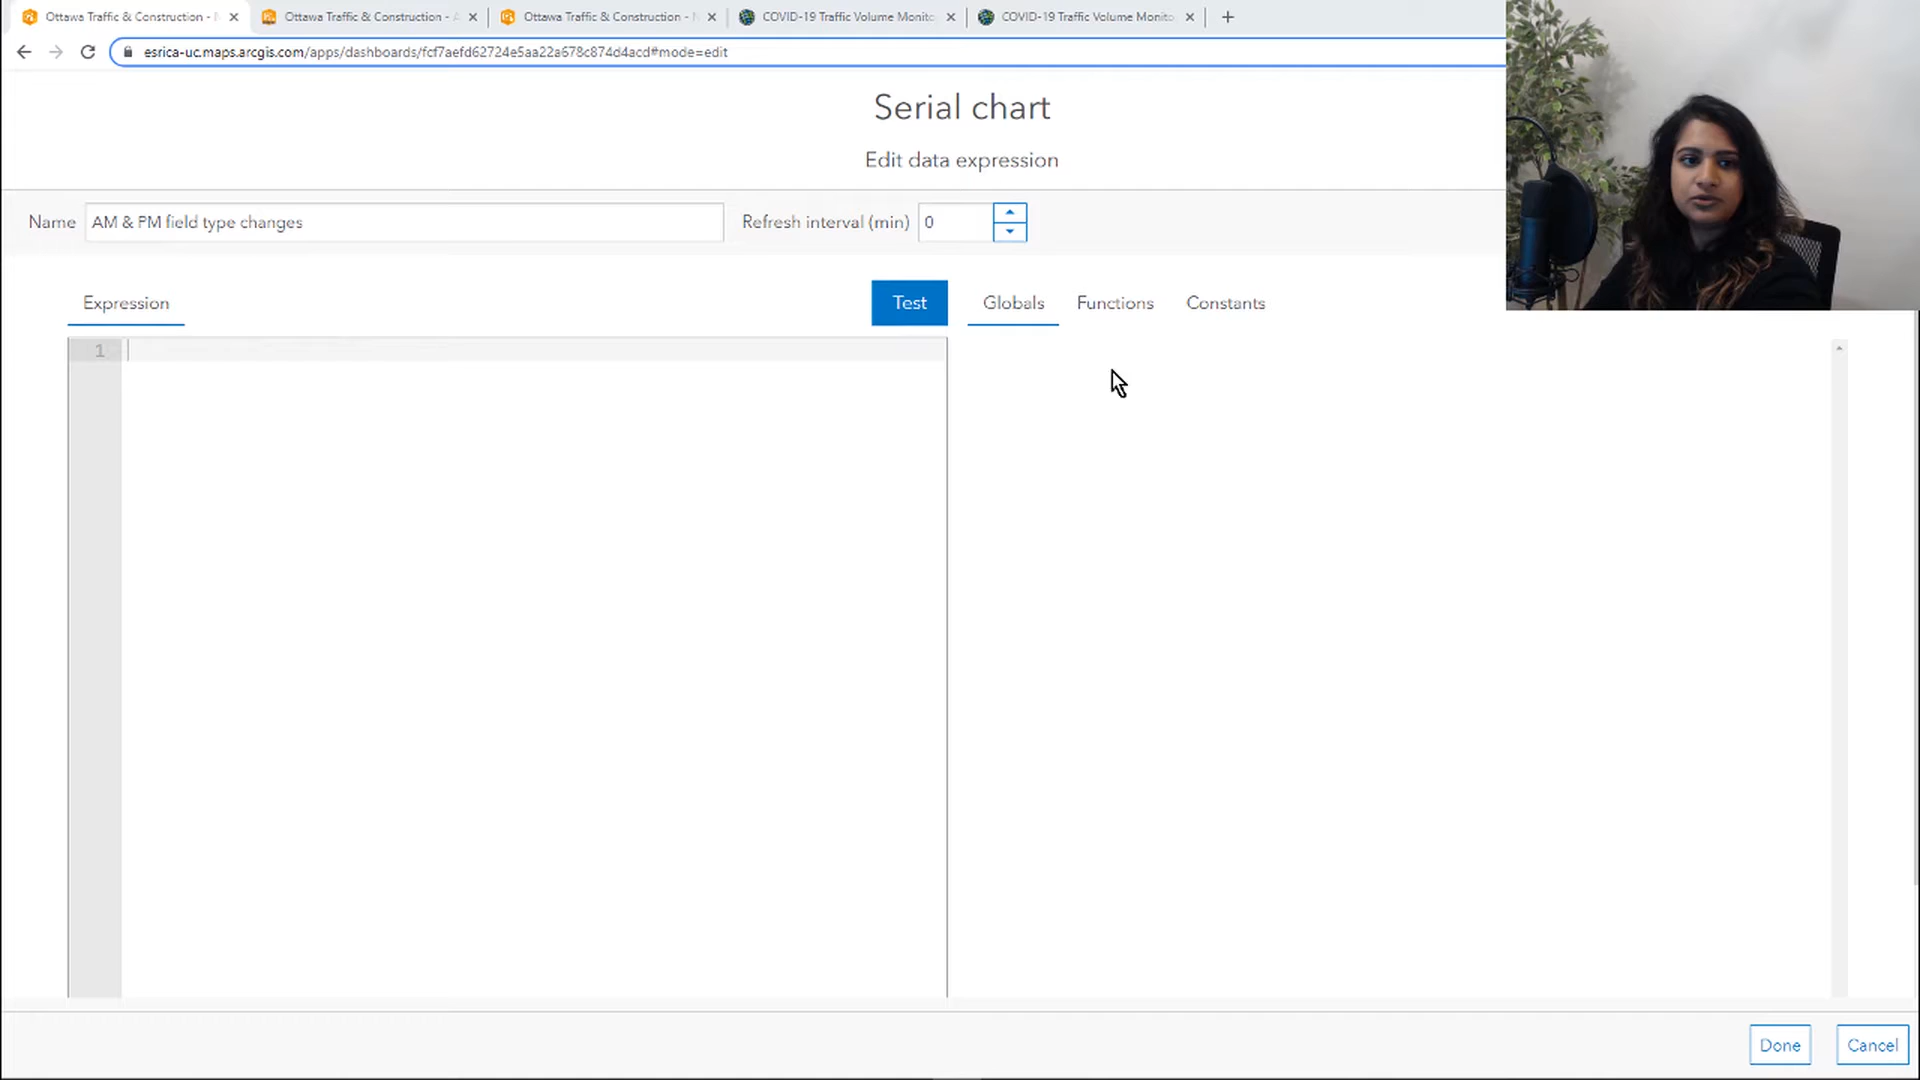 Ottawa Traffic & Construction -
Ottawa Traffic & Construction -
Ottawa Traffic & Construction -
COVID-19 Traffic Volume Monito
COVID-19 Traffic Volume Monito
esrica-uc.maps.arcgis.com/apps/dashboards/fcf7aefd62724e5aa22a678c874d4acd#mode=edit
Serial chart
Edit data expression
Name AM & PM field type changes Refresh interval (min) 0
Expression Test Globals Functions Constants
1
Done Cancel